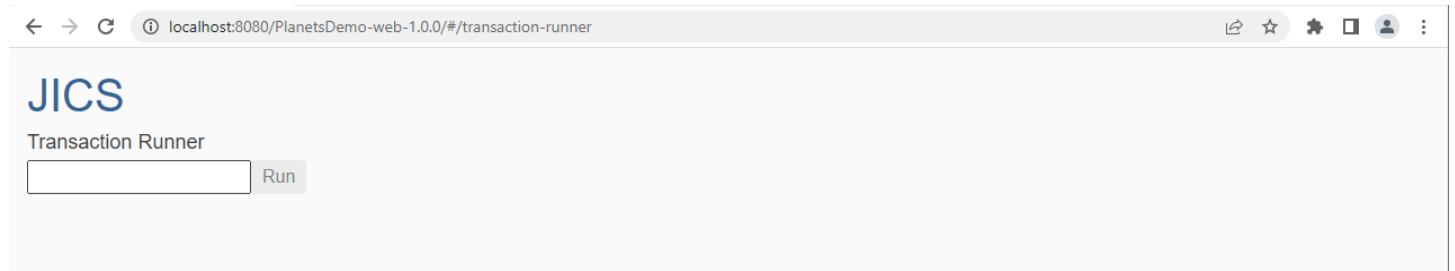 localhost:8080/PlanetsDemo-web-1.0.0/#/transaction-runner
JICS
Transaction Runner
Run